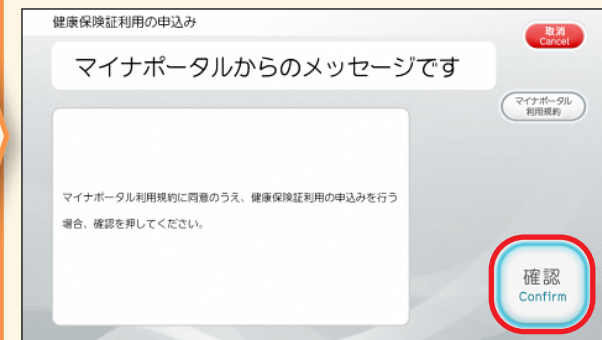 健康保険証利用の申込み
取消
Cancel
マイナポータルからのメッセージです
マイナポータル
利用規約
マイナポータル利用規約に同意のうえ、健康保険証利用の申込みを行う
場合、確認を押してください。
確認
Confirm